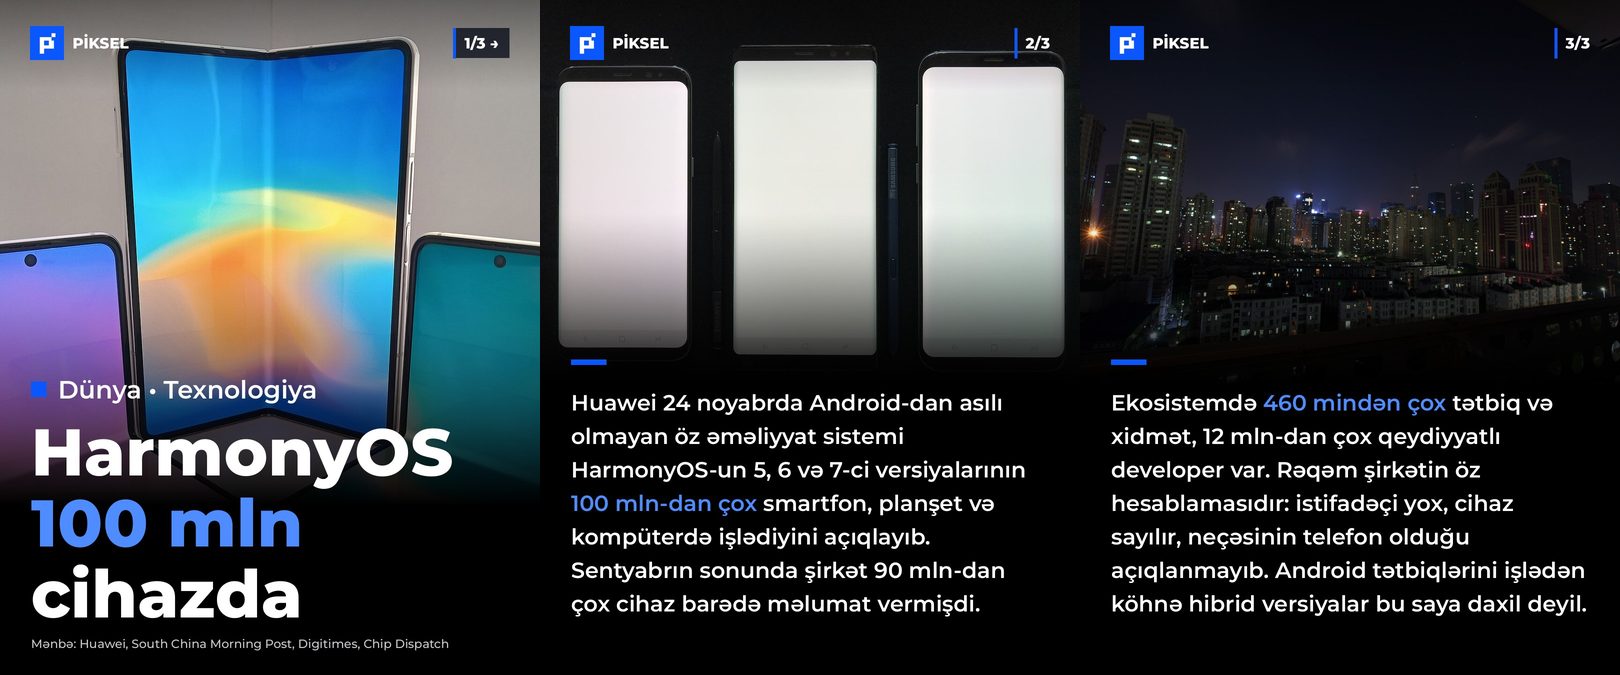 PİKSEL
1/3 →
Dünya • Texnologiya
HarmonyOS
100 mln
cihazda
Mənbə: Huawei, South China Morning Post, Digitimes, Chip Dispatch
PİKSEL
2/3
SAMSUNG
Huawei 24 noyabrda Android-dan asılı
olmayan öz əməliyyat sistemi
HarmonyOS-un 5, 6 və 7-ci versiyalarının
100 mln-dan çox smartfon, planşet və
kompüterdə işlədiyini açıqlayıb.
Sentyabrın sonunda şirkət 90 mln-dan
çox cihaz barədə məlumat vermişdi.
PİKSEL
3/3
Ekosistemdə 460 mindən çox tətbiq və
xidmət, 12 mln-dan çox qeydiyyatlı
developer var. Rəqəm şirkətin öz
hesablamasıdır: istifadəçi yox, cihaz
sayılır, neçəsinin telefon olduğu
açıqlanmayıb. Android tətbiqlərini işlədən
köhnə hibrid versiyalar bu saya daxil deyil.